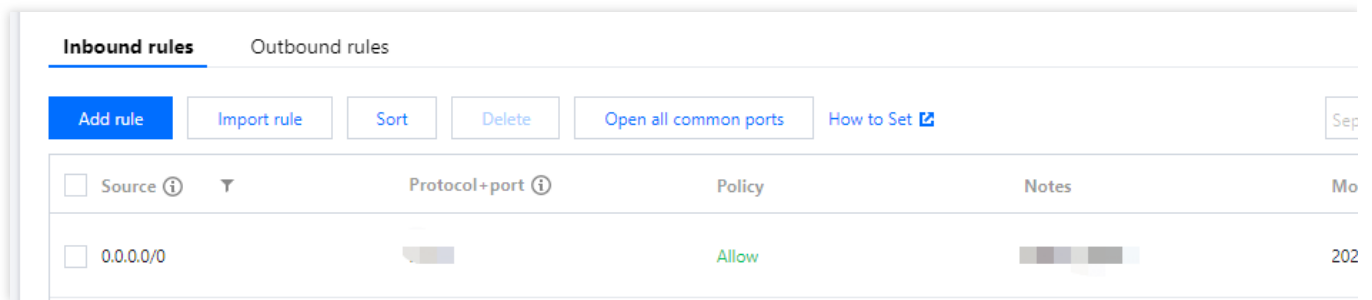 Inbound rules Outbound rules
Add rule Import rule Sort Delete Open all common ports How to Set
Source Protocol+port Policy Notes
0.0.0.0/0 Allow